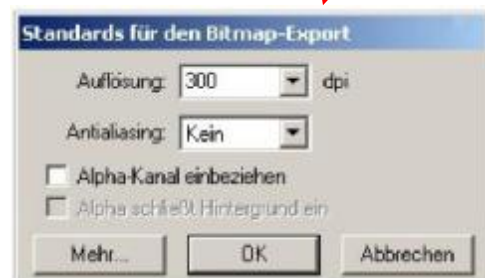 Standards für den Bitmap-Export
Auflösung: 300 dpi
Antialiasing: Kein
Alpha-Kanal einbeziehen
Alpha schließt Hintergrund ein
Mehr... OK Abbrechen